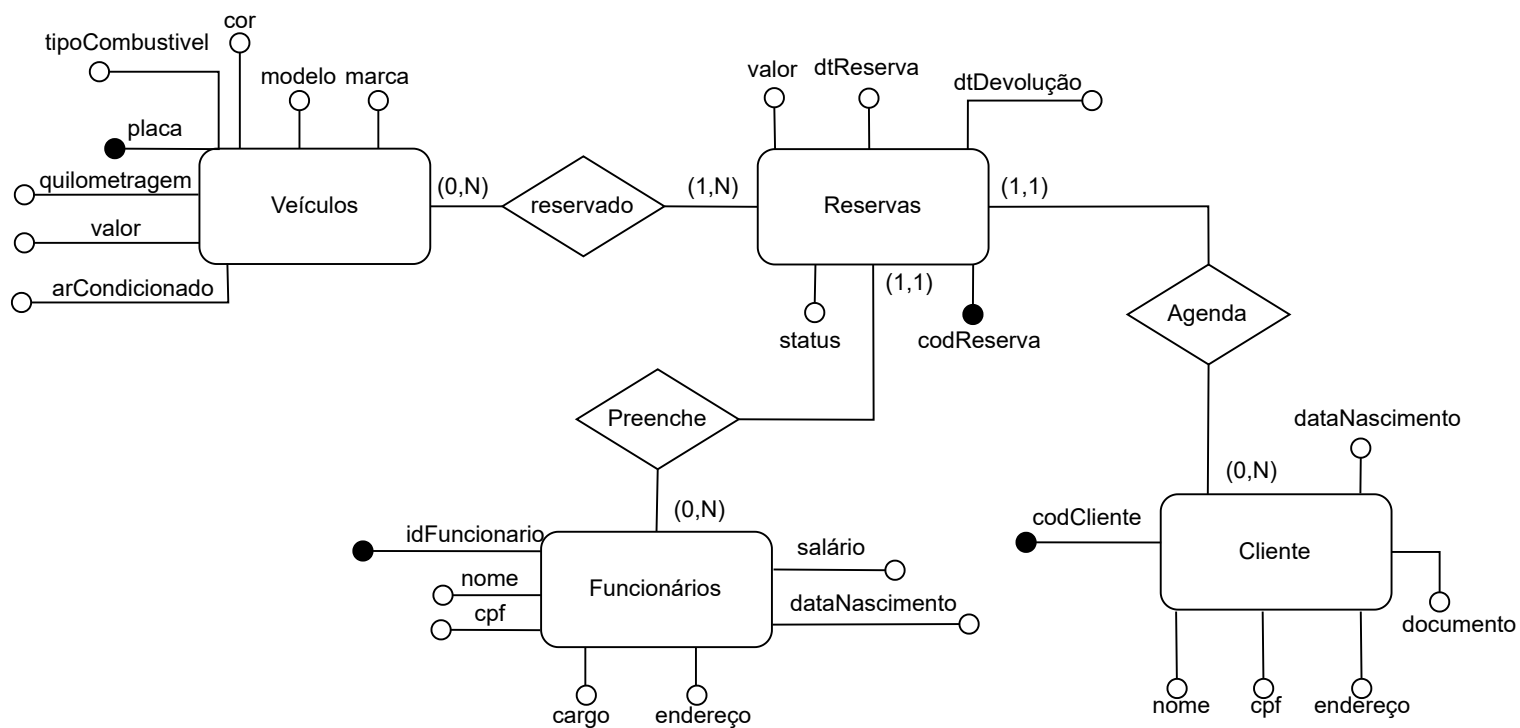 cor
tipoCombustivel
modelo
marca
placa
quilometragem
valor
arCondicionado
Veículos
(0,N)
reservado
(1,N)
valor
dtReserva
dtDevolução
Reservas
(1,1)
(1,1)
status
codReserva
Agenda
Preenche
(0,N)
idFuncionario
nome
cpf
Funcionários
salário
dataNascimento
cargo
endereço
dataNascimento
(0,N)
codCliente
Cliente
documento
nome
cpf
endereço